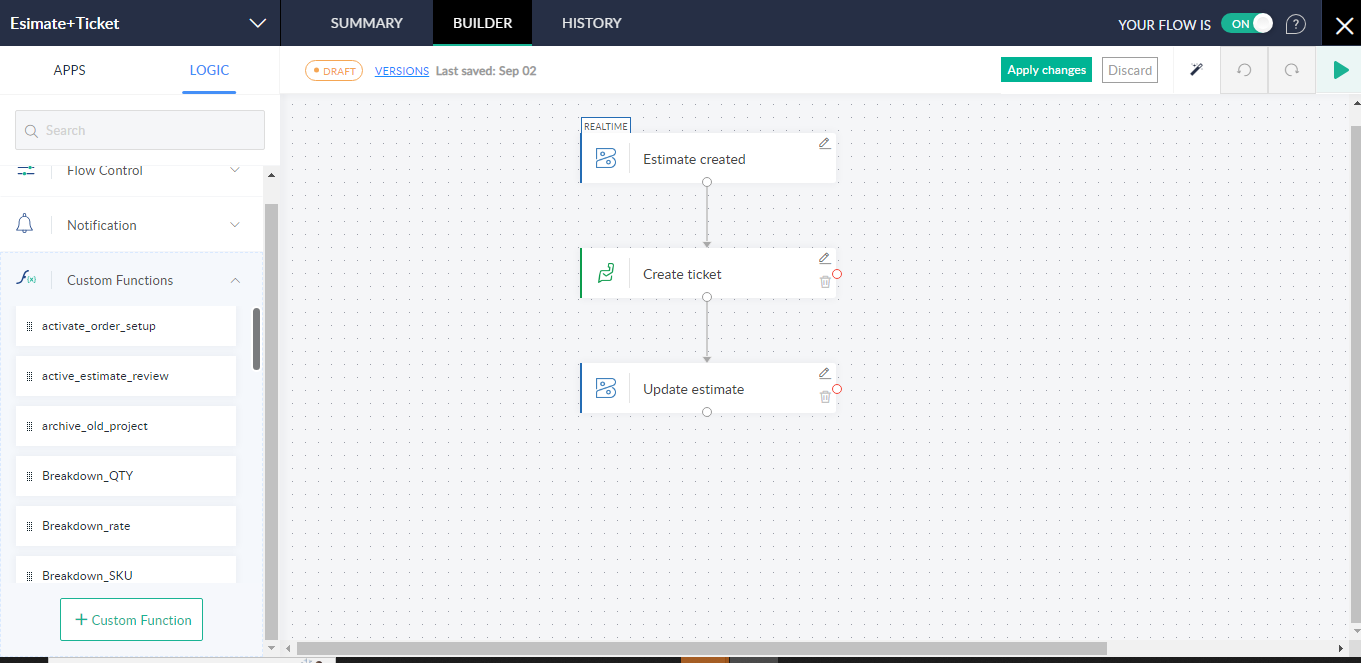 Esimate+Ticket
SUMMARY
BUILDER
HISTORY
YOUR FLOW IS
ON
?
APPS
LOGIC
DRAFT
VERSIONS
Last saved: Sep 02
Apply changes
Discard
Search
Flow Control
Notification
f(x)
Custom Functions
activate_order_setup
active_estimate_review
archive_old_project
Breakdown_QTY
Breakdown_rate
Breakdown_SKU
+ Custom Function
REALTIME
Estimate created
Create ticket
Update estimate